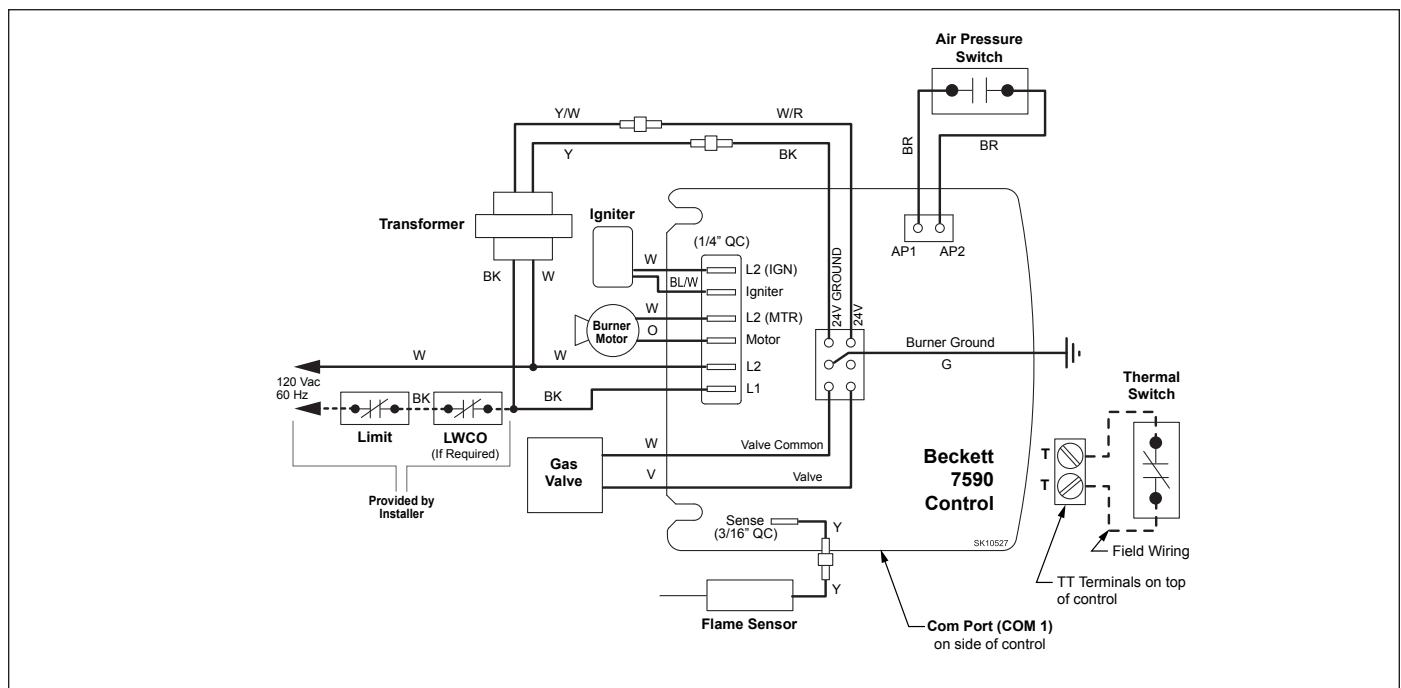 Air Pressure
Switch
Y/W
W/R
Y
BK
BR
BR
Transformer
Igniter
(1/4” QC)
AP1
AP2
BK
W
W
L2 (IGN)
BL/W
Igniter
24V GROUND
24V
W
L2 (MTR)
Burner
Motor
O
Motor
Burner Ground
G
W
W
L2
120 Vac
60 Hz
BK
BK
L1
Limit
LWCO
(If Required)
Thermal
Switch
Provided by
Installer
Gas
Valve
W
Valve Common
V
Valve
Beckett
7590
Control
T
T
Sense
(3/16” QC)
Y
SK10527
Field Wiring
Y
TT Terminals on top
of control
Flame Sensor
Com Port (COM 1)
on side of control